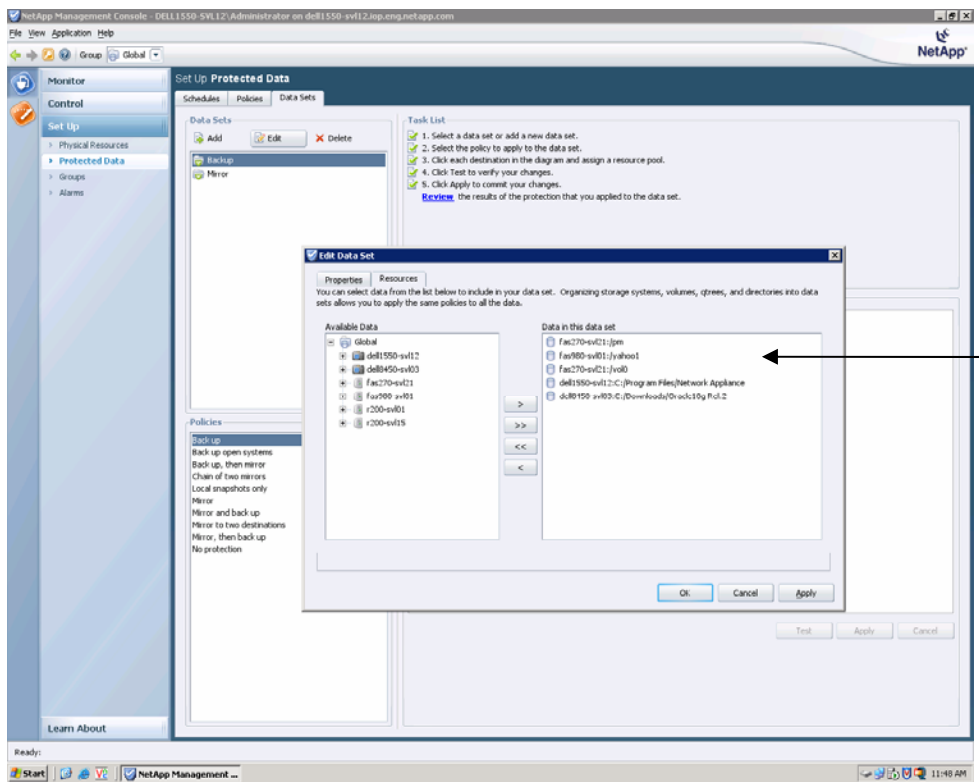 NetApp Management Console - DELL1550-SVL12\Administrator on dell1550-svl12.iop.eng.netapp.com
File View Application Help
Group Global
NetApp
Monitor
Control
Set Up
Physical Resources
Protected Data
Groups
Alarms
Learn About
Set Up Protected Data
Schedules Policies Data Sets
Data Sets
Add Edit Delete
Backup
Mirror
Task List
1. Select a data set or add a new data set.
2. Select the policy to apply to the data set.
3. Click each destination in the diagram and assign a resource pool.
4. Click Test to verify your changes.
5. Click Apply to commit your changes.
Review the results of the protection that you applied to the data set.
Edit Data Set
Properties Resources
You can select data from the list below to include in your data set. Organizing storage systems, volumes, qtrees, and directories into data
sets allows you to apply the same policies to all the data.
Available Data
Global
dell1550-svl12
dell8450-svl03
fas270-svl21
fas980-svl01
r200-svl01
r200-svl15
>
>>
<<
<
Data in this data set
fas270-svl21:/pm
fas980-svl01:/yahoo1
fas270-svl21:/vol0
dell1550-svl12:C:/Program Files/Network Appliance
dell8450-svl03:C:/Downloads/Oracle10g Rel.2
OK Cancel Apply
Policies
Back up
Back up open systems
Back up, then mirror
Chain of two mirrors
Local snapshots only
Mirror
Mirror and back up
Mirror to two destinations
Mirror, then back up
No protection
Test Apply Cancel
Ready:
Start NetApp Management ... 11:48 AM